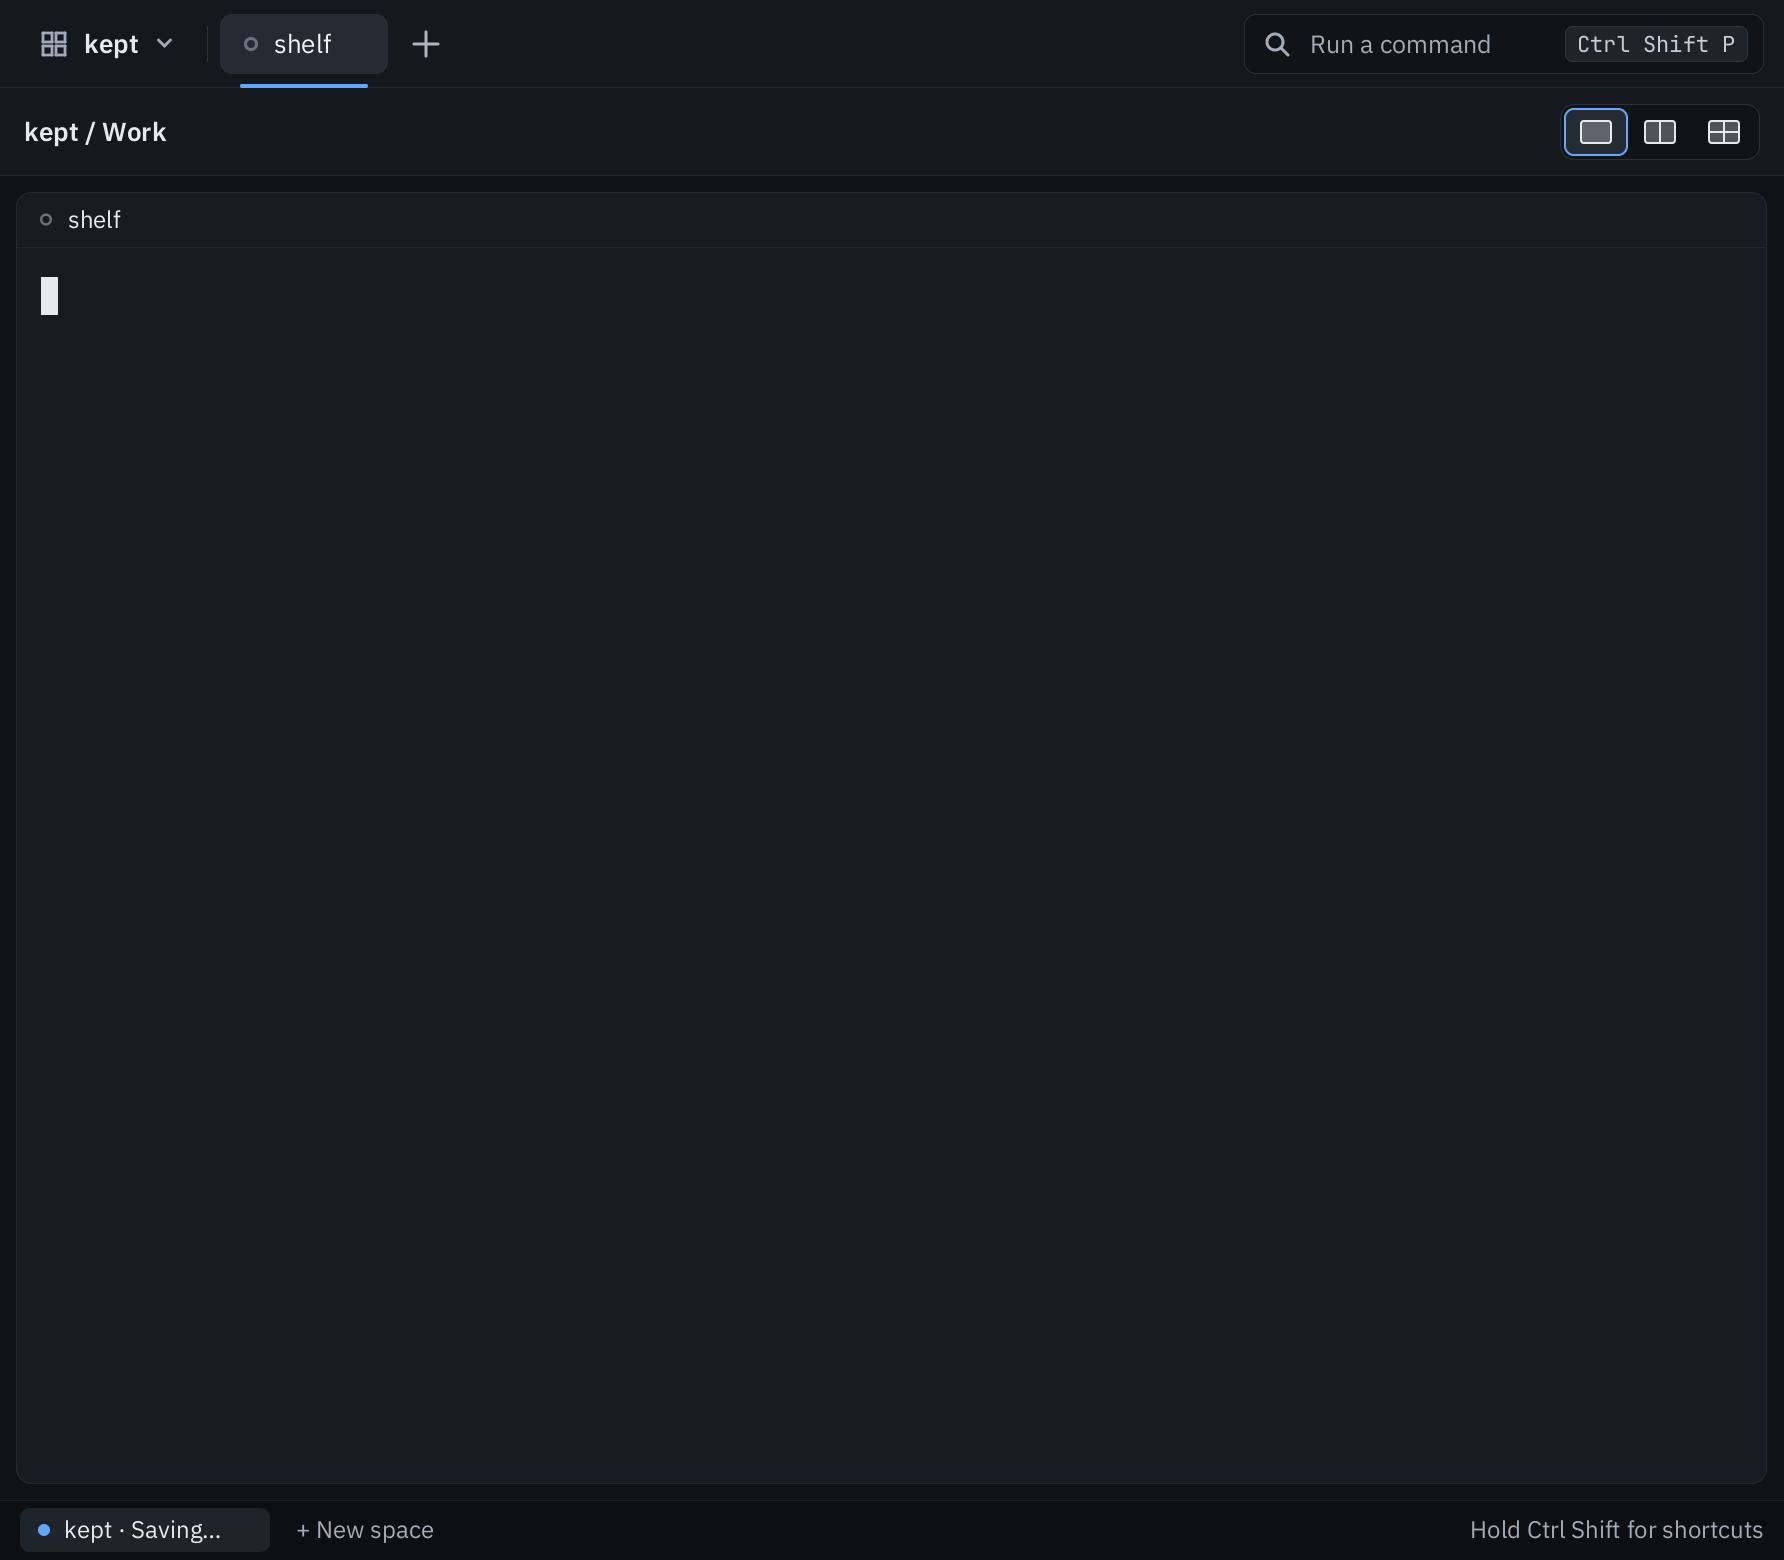 kept
shelf
Run a command
Ctrl Shift P
kept / Work
shelf
kept · Saving...
+ New space
Hold Ctrl Shift for shortcuts